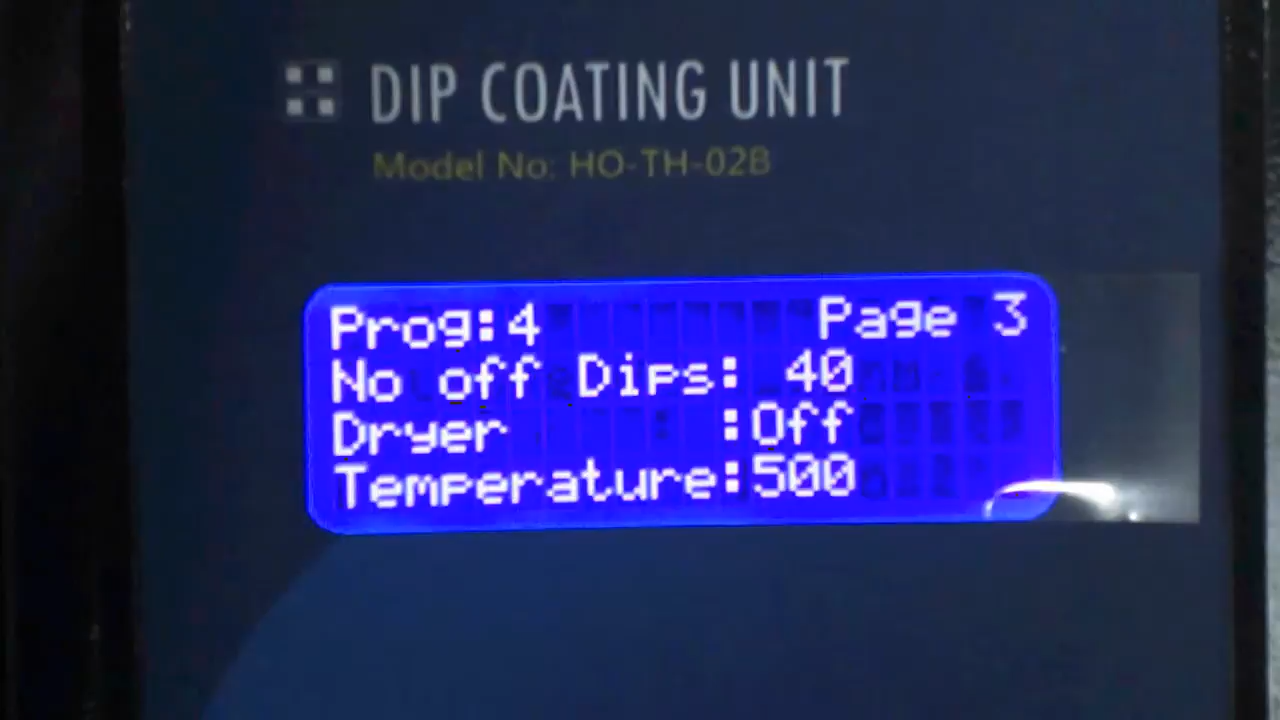 DIP COATING UNIT
Model No: HO-TH-02B
Prog:4 Page 3
No off Dips: 40
Dryer :Off
Temperature:500